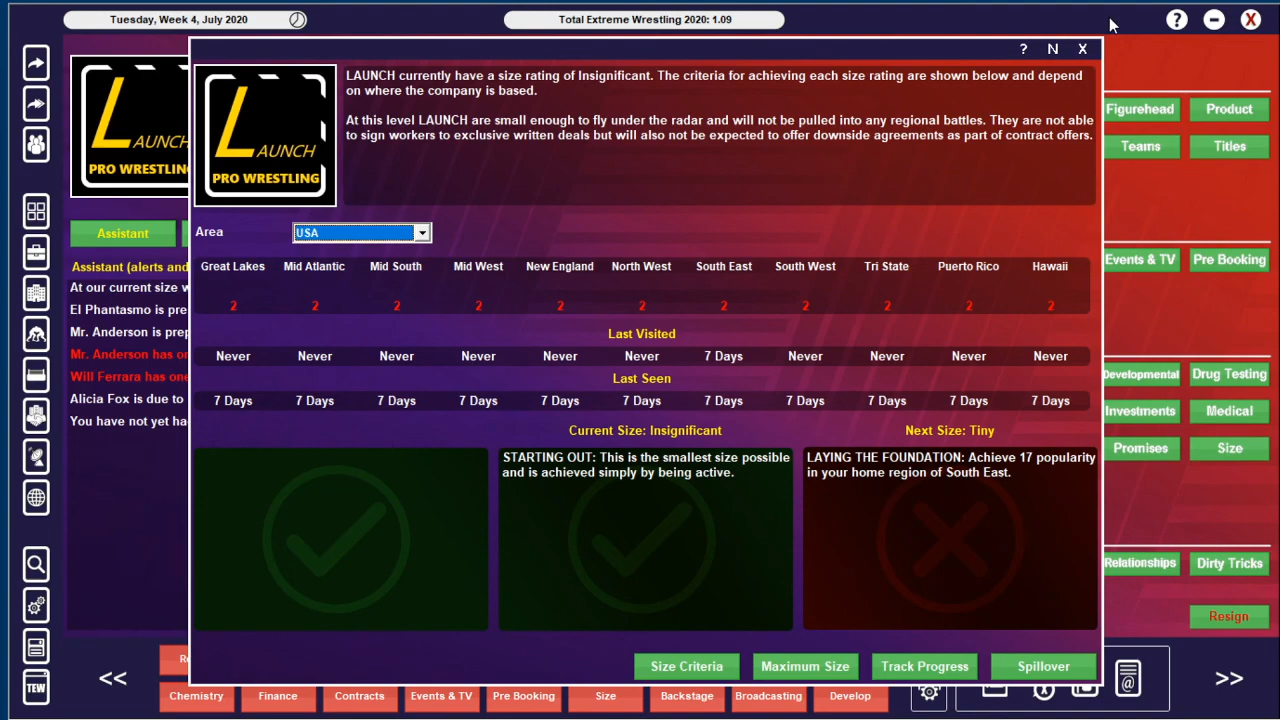 Tuesday, Week 4, July 2020
Total Extreme Wrestling 2020: 1.09
?
X
? N X
L
AUNCH
PRO WRESTLING
L
AUNCH
PRO WRESTLING
LAUNCH currently have a size rating of Insignificant. The criteria for achieving each size rating are shown below and depend
on where the company is based.
At this level LAUNCH are small enough to fly under the radar and will not be pulled into any regional battles. They are not able
to sign workers to exclusive written deals but will also not be expected to offer downside agreements as part of contract offers.
Figurehead Product
Teams Titles
Assistant
Area USA
Assistant (alerts and
At our current size w
El Phantasmo is pre
Mr. Anderson is prep
Mr. Anderson has on
Will Ferrara has one
Alicia Fox is due to
You have not yet ha
Great Lakes Mid Atlantic Mid South Mid West New England North West South East South West Tri State Puerto Rico Hawaii
2 2 2 2 2 2 2 2 2 2 2
Last Visited
Never Never Never Never Never Never 7 Days Never Never Never Never
Last Seen
7 Days 7 Days 7 Days 7 Days 7 Days 7 Days 7 Days 7 Days 7 Days 7 Days 7 Days
Events & TV Pre Booking
Developmental Drug Testing
Investments Medical
Promises Size
Relationships Dirty Tricks
Resign
Current Size: Insignificant
STARTING OUT: This is the smallest size possible
and is achieved simply by being active.
Next Size: Tiny
LAYING THE FOUNDATION: Achieve 17 popularity
in your home region of South East.
Size Criteria Maximum Size Track Progress Spillover
TEW
<<
Chemistry Finance Contracts Events & TV Pre Booking Size Backstage Broadcasting Develop
@
>>